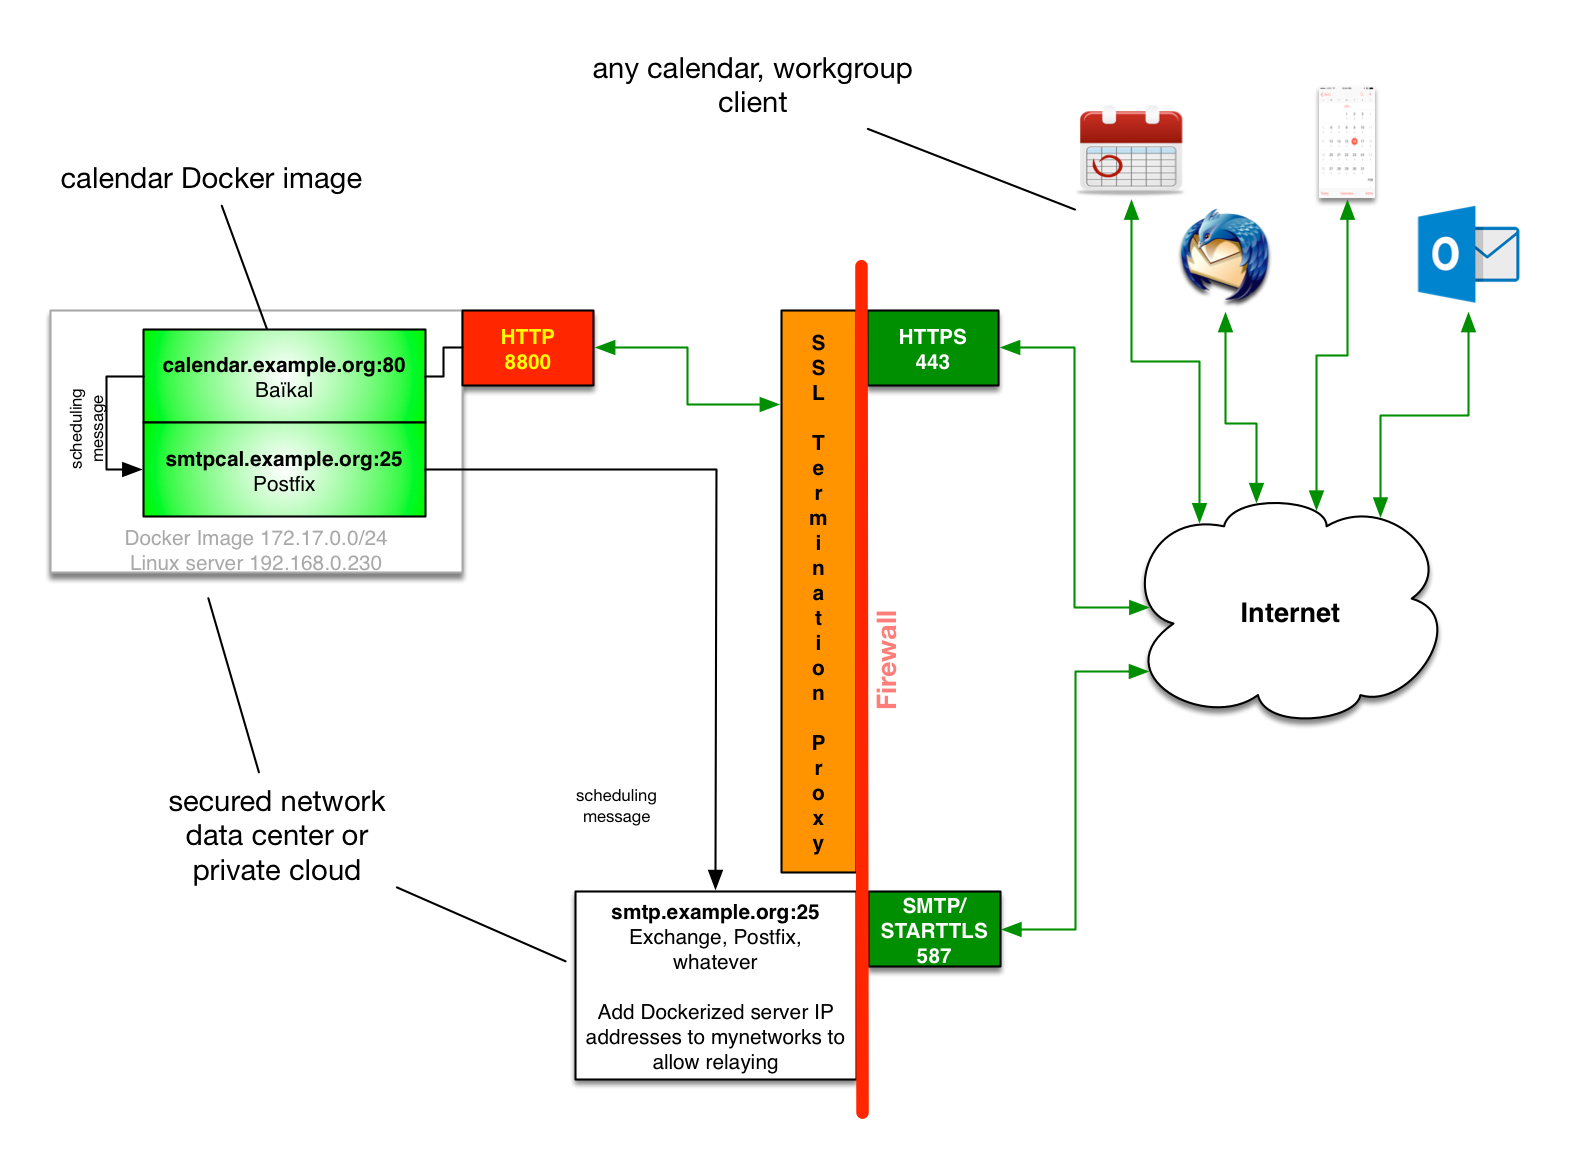 any calendar, workgroup
client
calendar Docker image
calendar.example.org:80
Baïkal
scheduling
message
smtpcal.example.org:25
Postfix
Docker Image 172.17.0.0/24
Linux server 192.168.0.230
HTTP
8800
SSL Termination Proxy
HTTPS
443
Firewall
O
Internet
secured network
data center or
private cloud
scheduling
message
smtp.example.org:25
Exchange, Postfix,
whatever
Add Dockerized server IP
addresses to mynetworks to
allow relaying
SMTP/
STARTTLS
587